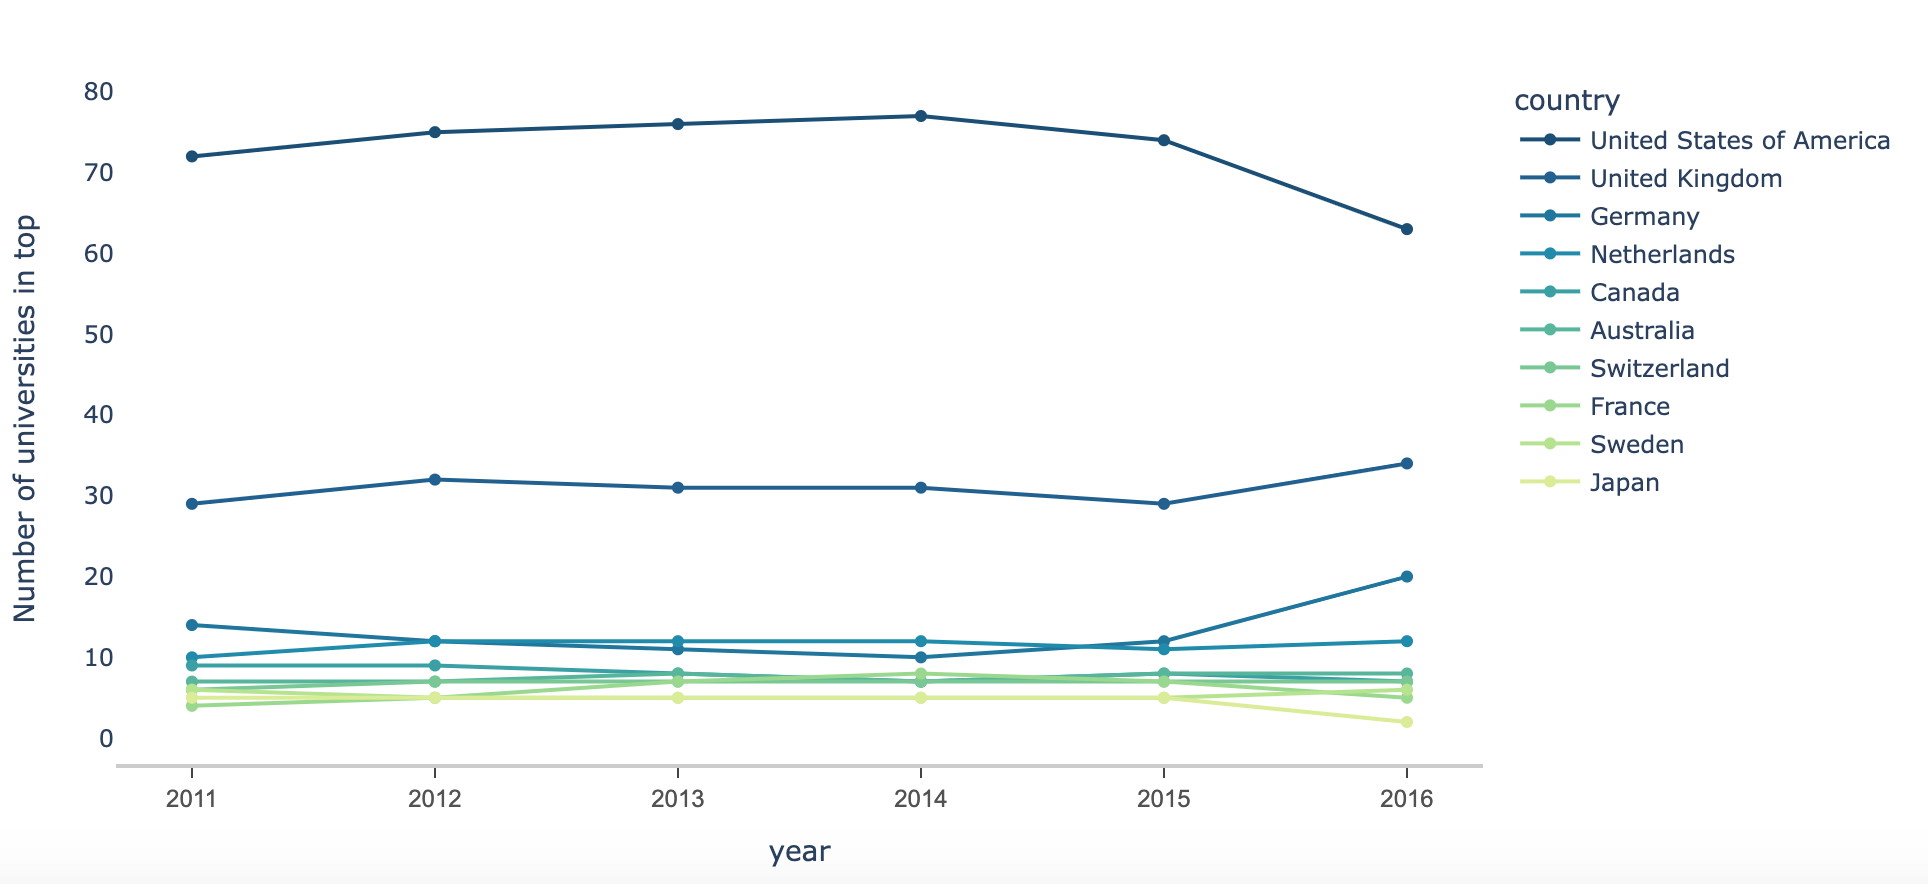 80
70
60
50
40
30
20
10
0
Number of universities in top
2011 2012 2013 2014 2015 2016
year
country
United States of America
United Kingdom
Germany
Netherlands
Canada
Australia
Switzerland
France
Sweden
Japan